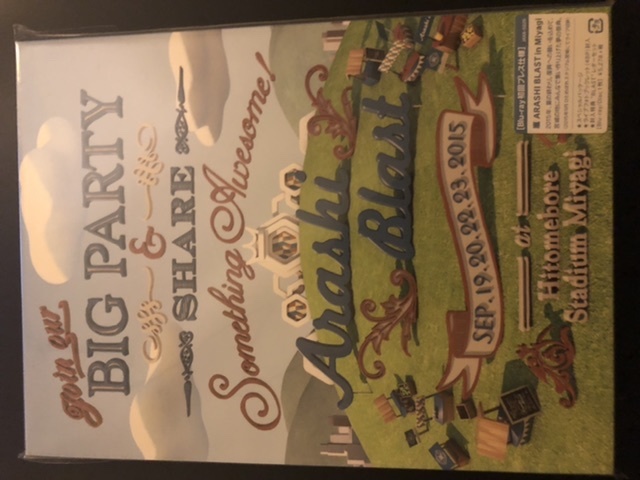 Join our
BIG PARTY
&
SHARE
Something Awesome!
Arashi
Blast
SEP. 19.20.22.23.2015
at
Hitomebore
Stadium Miyagi
[Blu-ray初回プレス仕様]
嵐 ARASHI BLAST in Miyagi